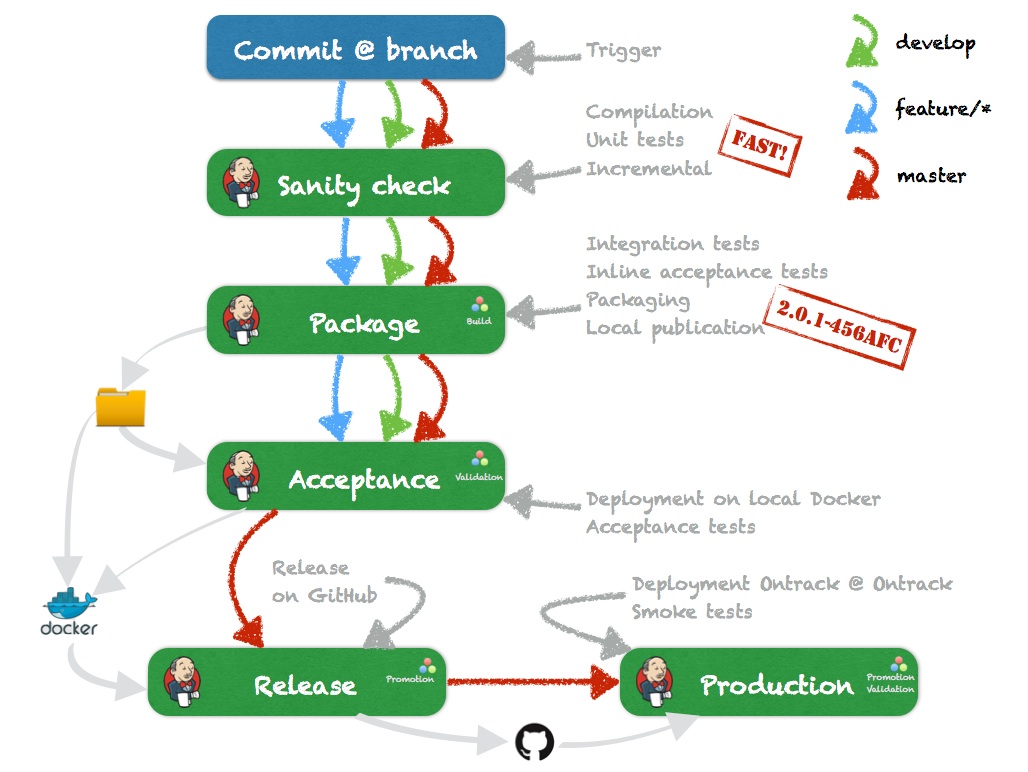 Commit @ branch
Trigger
develop
feature/*
master
Compilation
Unit tests
Incremental
FAST!
Sanity check
Integration tests
Inline acceptance tests
Packaging
Local publication
2.0.1-456AFC
Package
Build
Acceptance
Validation
Deployment on local Docker
Acceptance tests
Release
on GitHub
Deployment Ontrack @ Ontrack
Smoke tests
docker
Release
Promotion
Production
Promotion
Validation